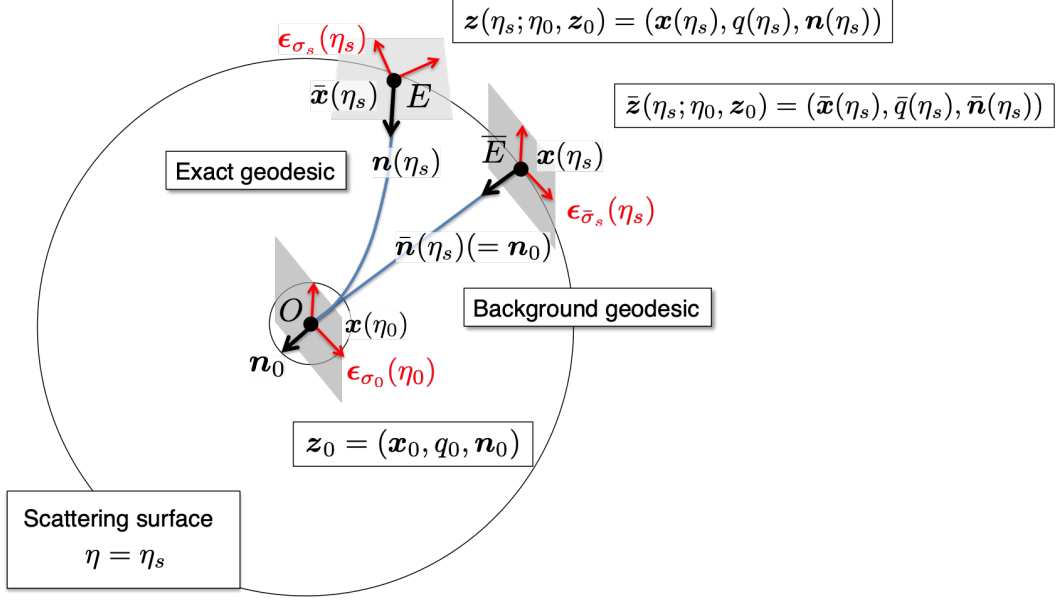 𝒛(η_s; η_0, 𝒛_0) = (𝒙(η_s), q(η_s), 𝒏(η_s))
ϵ_{σ_s}(η_s)
x̄(η_s) E
z̄(η_s; η_0, 𝒛_0) = (x̄(η_s), q̄(η_s), n̄(η_s))
E̅ 𝒙(η_s)
Exact geodesic
𝒏(η_s)
ϵ_{σ̄_s}(η_s)
n̄(η_s)(= 𝒏_0)
Background geodesic
O
𝒙(η_0)
𝒏_0
ϵ_{σ_0}(η_0)
𝒛_0 = (𝒙_0, q_0, 𝒏_0)
Scattering surface
η = η_s